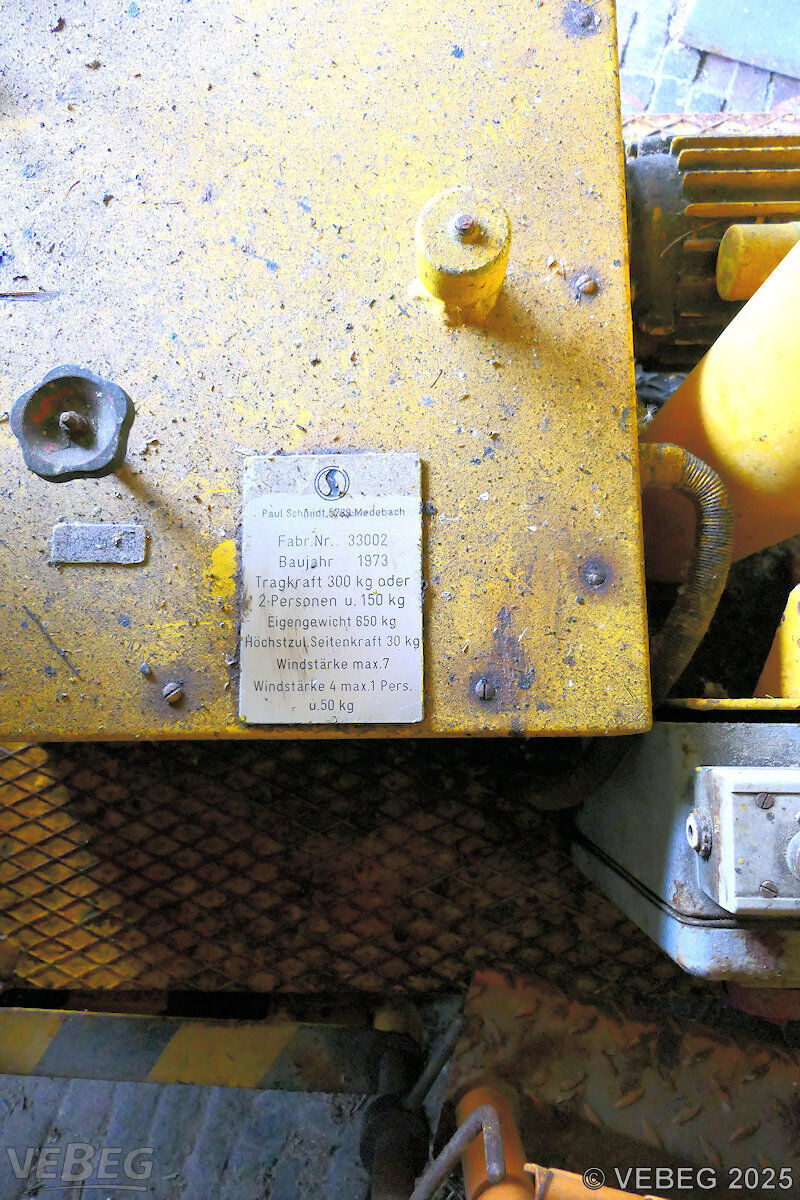 Paul Schmidt, 5789 Medebach
Fabr.Nr. 33002
Baujahr 1973
Tragkraft 300 kg oder
2-Personen u. 150 kg
Eigengewicht 650 kg
Höchstzul.Seitenkraft 30 kg
Windstärke max.7
Windstärke 4 max.1 Pers.
u.50 kg
VEBEG
© VEBEG 2025